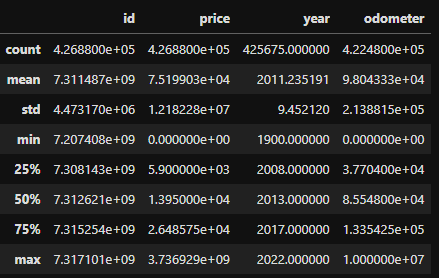 id price year odometer
count 4.268800e+05 4.268800e+05 425675.000000 4.224800e+05
mean 7.311487e+09 7.519903e+04 2011.235191 9.804333e+04
std 4.473170e+06 1.218228e+07 9.452120 2.138815e+05
min 7.207408e+09 0.000000e+00 1900.000000 0.000000e+00
25% 7.308143e+09 5.900000e+03 2008.000000 3.770400e+04
50% 7.312621e+09 1.395000e+04 2013.000000 8.554800e+04
75% 7.315254e+09 2.648575e+04 2017.000000 1.335425e+05
max 7.317101e+09 3.736929e+09 2022.000000 1.000000e+07